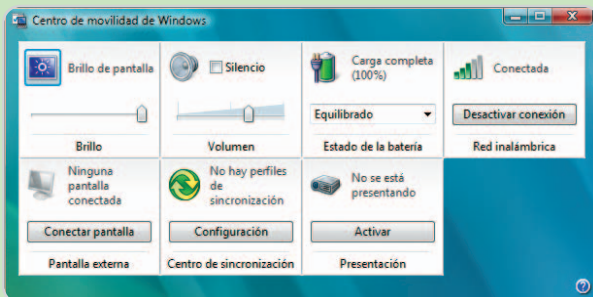 Centro de movilidad de Windows
Brillo de pantalla
Brillo
Silencio
Volumen
Carga completa
(100%)
Equilibrado
Estado de la batería
Conectada
Desactivar conexión
Red inalámbrica
Ninguna
pantalla
conectada
Conectar pantalla
Pantalla externa
No hay perfiles
de
sincronización
Configuración
Centro de sincronización
No se está
presentando
Activar
Presentación